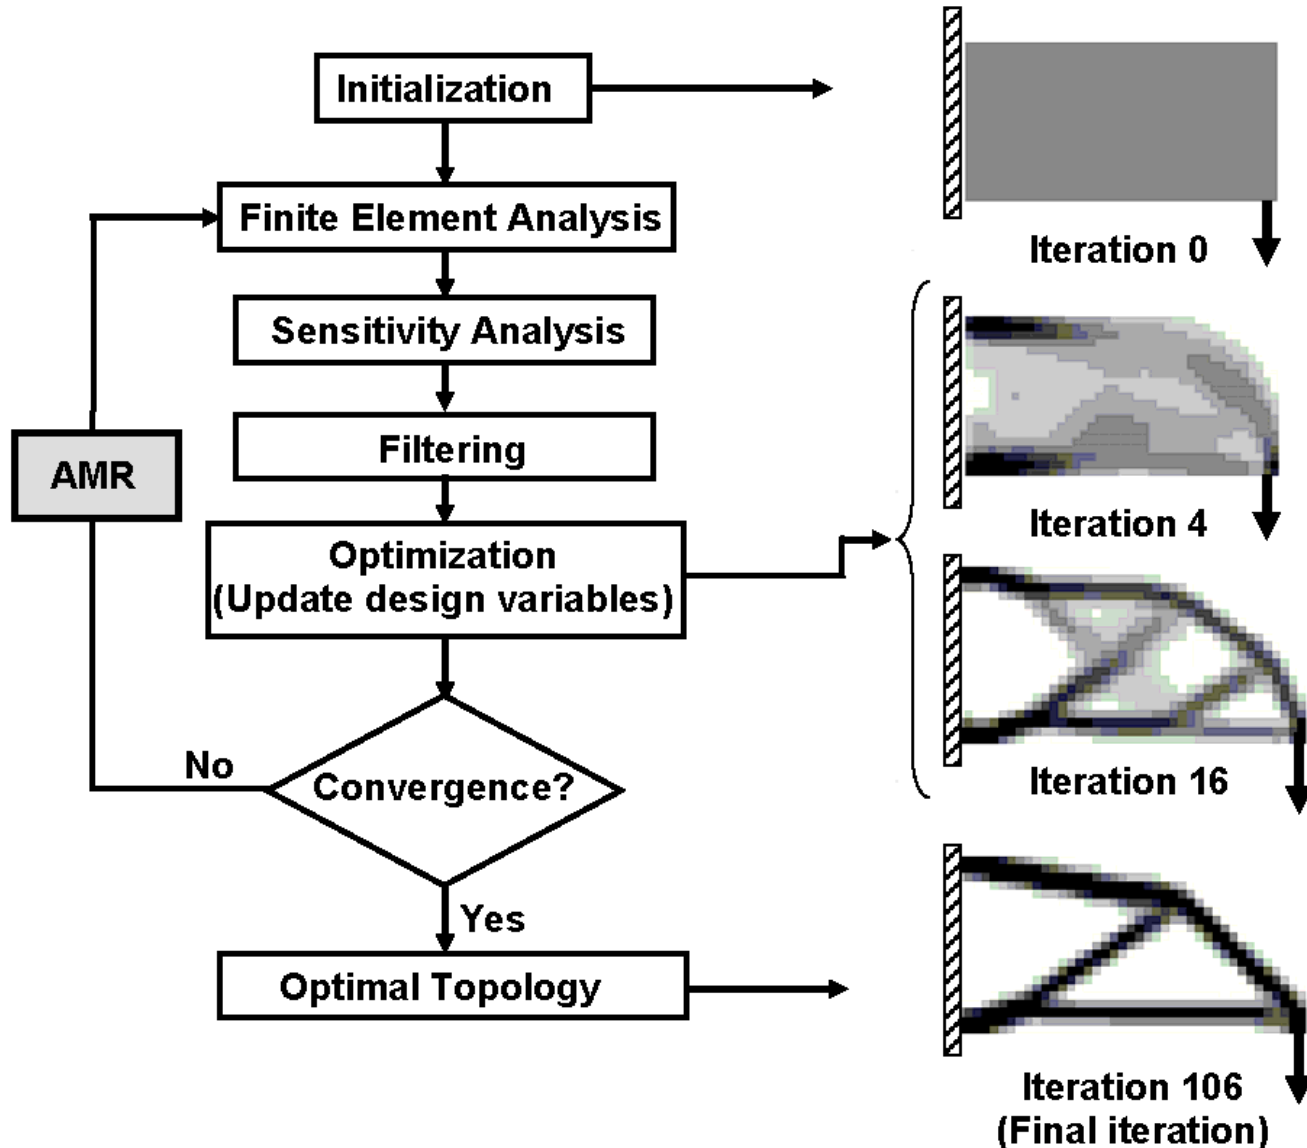 Initialization
Finite Element Analysis
Sensitivity Analysis
Filtering
AMR
Optimization
(Update design variables)
No
Convergence?
Yes
Optimal Topology
Iteration 0
Iteration 4
Iteration 16
Iteration 106
(Final iteration)